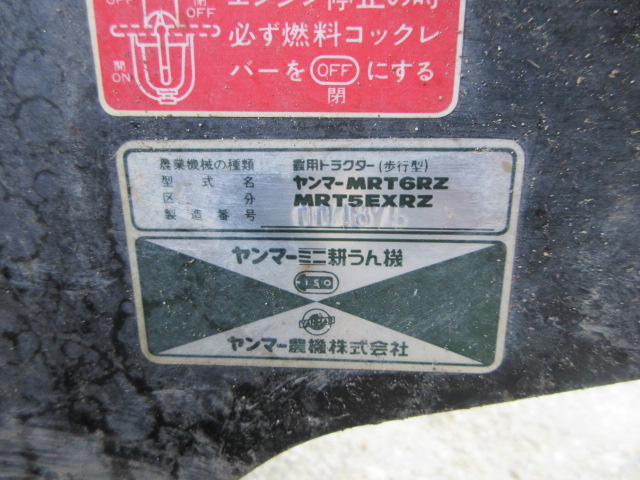 OFF
OFF
開
ON
エンジン停止の時
必ず燃料コックレ
バーを OFF にする
閉
農業機械の種類 農用トラクター(歩行型)
型式名 ヤンマーMRT6RZ
区分 MRT5EXRZ
製造番号
ヤンマーミニ耕うん機
ISO
YANMAR
ヤンマー農機株式会社